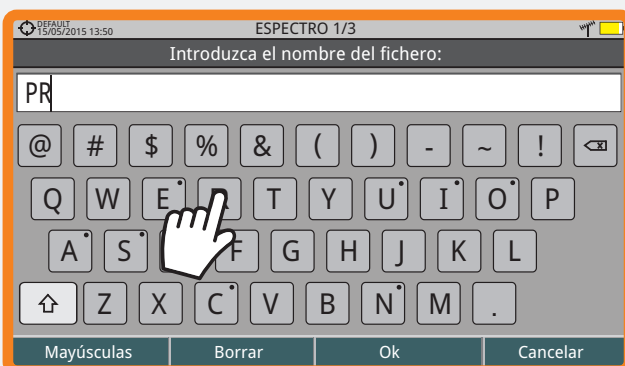 DEFAULT
15/05/2015 13:50
ESPECTRO 1/3
Introduzca el nombre del fichero:
PR
@ # $ % & ( ) - ~ !
Q W E R T Y U I O P
A S F G H J K L
Z X C V B N M .
Mayúsculas Borrar Ok Cancelar